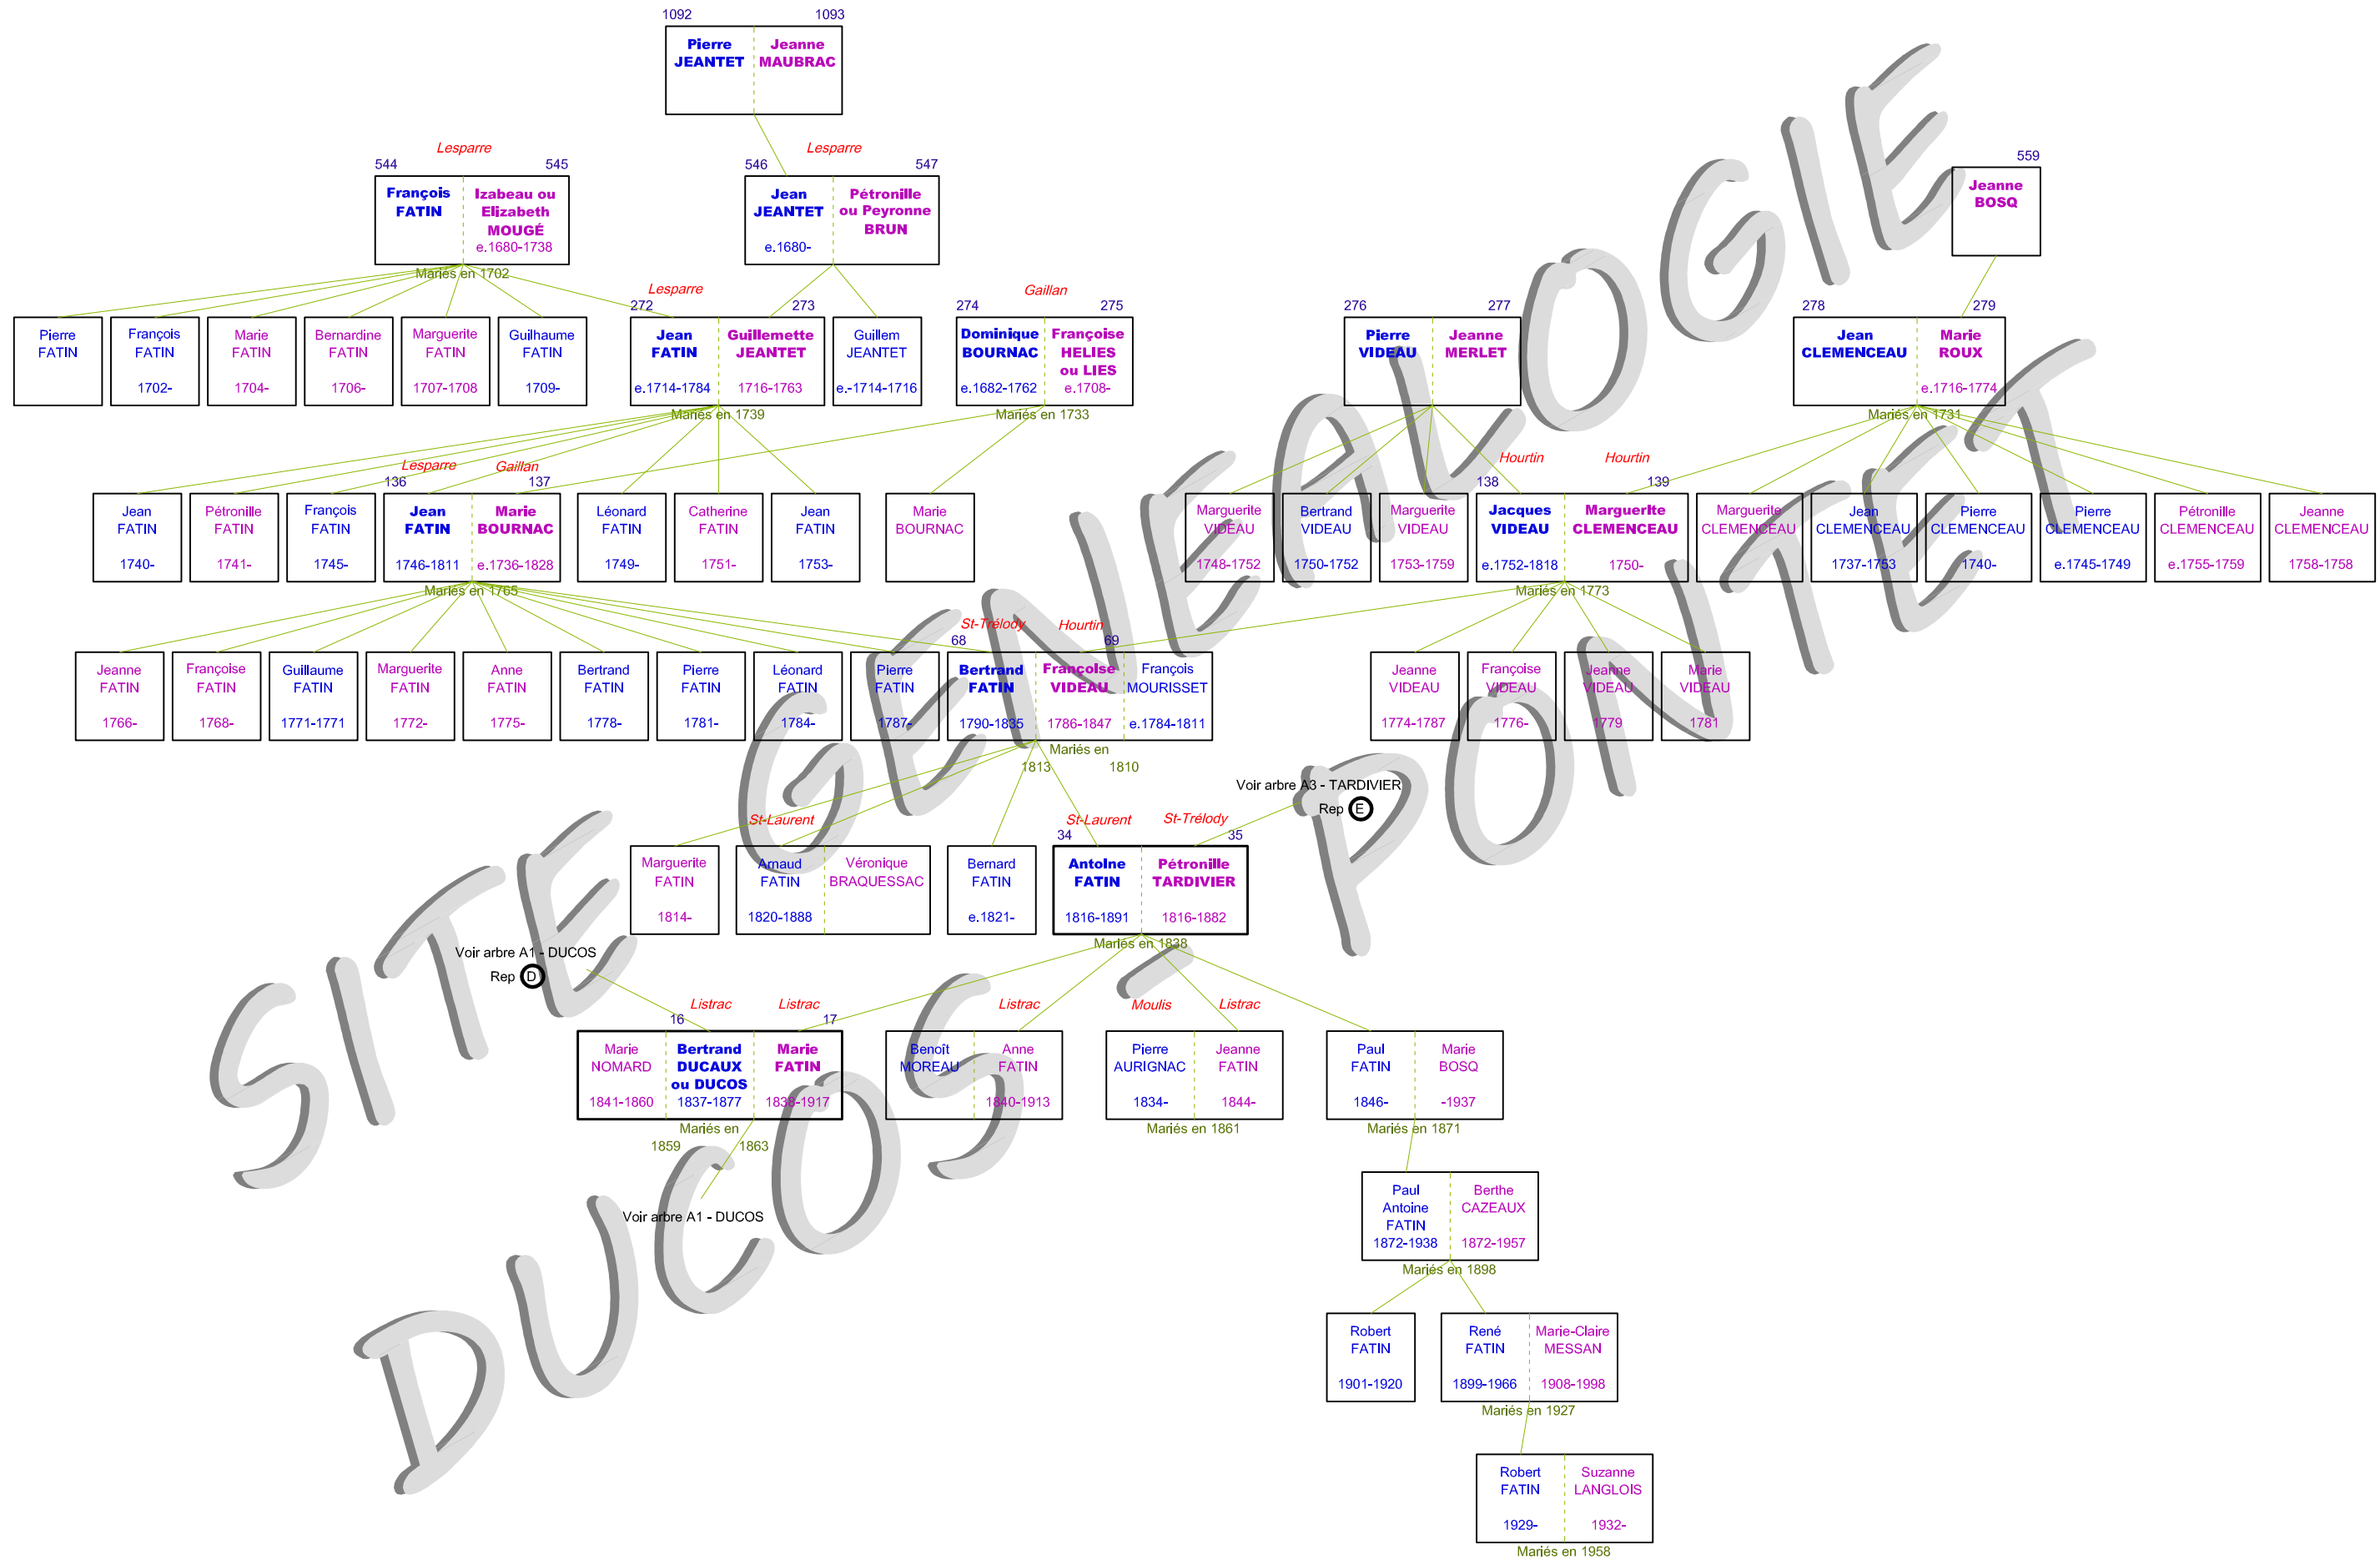 1092 1093
Pierre JEANTET
Jeanne MAUBRAC
Lesparre
544 545
François FATIN
Izabeau ou Elizabeth MOUGÉ
e.1680-1738
Mariés en 1702
Lesparre
546 547
Jean JEANTET
e.1680-
Pétronille ou Peyronne BRUN
559
Jeanne BOSQ
Pierre FATIN
François FATIN
1702-
Marie FATIN
1704-
Bernardine FATIN
1706-
Marguerite FATIN
1707-1708
Guilhaume FATIN
1709-
Lesparre
272 273
Jean FATIN
e.1714-1784
Guillemette JEANTET
1716-1763
Mariés en 1739
Guillem JEANTET
e.-1714-1716
Gaillan
274 275
Dominique BOURNAC
e.1682-1762
Françoise HELIES ou LIES
e.1708-
Mariés en 1733
276 277
Pierre VIDEAU
Jeanne MERLET
278 279
Jean CLEMENCEAU
Marie ROUX
e.1716-1774
Mariés en 1731
Jean FATIN
1740-
Pétronille FATIN
1741-
François FATIN
1745-
Lesparre Gaillan
136 137
Jean FATIN
1746-1811
Marie BOURNAC
e.1736-1828
Mariés en 1765
Léonard FATIN
1749-
Catherine FATIN
1751-
Jean FATIN
1753-
Marie BOURNAC
Marguerite VIDEAU
1748-1752
Bertrand VIDEAU
1750-1752
Marguerite VIDEAU
1753-1759
Hourtin Hourtin
138 139
Jacques VIDEAU
e.1752-1818
Marguerite CLEMENCEAU
1750-
Mariés en 1773
Marguerite CLEMENCEAU
Jean CLEMENCEAU
1737-1753
Pierre CLEMENCEAU
1740-
Pierre CLEMENCEAU
e.1745-1749
Pétronille CLEMENCEAU
e.1755-1759
Jeanne CLEMENCEAU
1758-1758
Jeanne FATIN
1766-
Françoise FATIN
1768-
Guillaume FATIN
1771-1771
Marguerite FATIN
1772-
Anne FATIN
1775-
Bertrand FATIN
1778-
Pierre FATIN
1781-
Léonard FATIN
1784-
Pierre FATIN
1787-
St-Trélody Hourtin
68 69
Bertrand FATIN
1790-1835
Françoise VIDEAU
1786-1847
François MOURISSET
e.1784-1811
Mariés en
1813 1810
Jeanne VIDEAU
1774-1787
Françoise VIDEAU
1776-
Jeanne VIDEAU
1779
Marie VIDEAU
1781
Voir arbre A3 - TARDIVIER
Rep E
Marguerite FATIN
1814-
St-Laurent
Arnaud FATIN
1820-1888
Véronique BRAQUESSAC
Bernard FATIN
e.1821-
St-Laurent St-Trélody
34 35
Antoine FATIN
1816-1891
Pétronille TARDIVIER
1816-1882
Mariés en 1838
Voir arbre A1 - DUCOS
Rep D
Listrac Listrac
16 17
Marie NOMARD
1841-1860
Bertrand DUCAUX ou DUCOS
1837-1877
Marie FATIN
1838-1917
Mariés en
1859 1863
Voir arbre A1 - DUCOS
Listrac
Benoît MOREAU
Anne FATIN
1840-1913
Moulis Listrac
Pierre AURIGNAC
1834-
Jeanne FATIN
1844-
Mariés en 1861
Paul FATIN
1846-
Marie BOSQ
-1937
Mariés en 1871
Paul Antoine FATIN
1872-1938
Berthe CAZEAUX
1872-1957
Mariés en 1898
Robert FATIN
1901-1920
René FATIN
1899-1966
Marie-Claire MESSAN
1908-1998
Mariés en 1927
Robert FATIN
1929-
Suzanne LANGLOIS
1932-
Mariés en 1958
SITE GENEALOGIE
DUCOS - PONTET